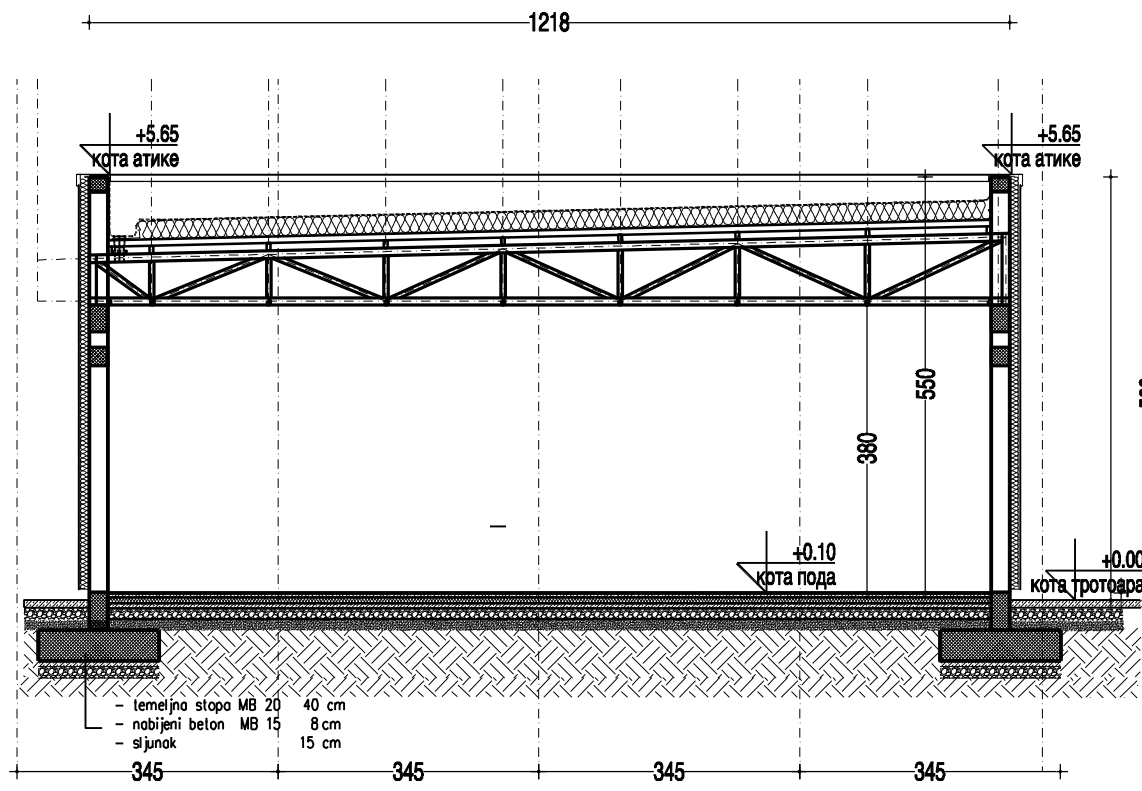 1218
+5.65
кота атике
+5.65
кота атике
550
380
+0.10
кота пода
+0.00
кота тротоара
- temeljna stopa MB 20 40 cm
- nabijeni beton MB 15 8 cm
- sljunak 15 cm
345
345
345
345